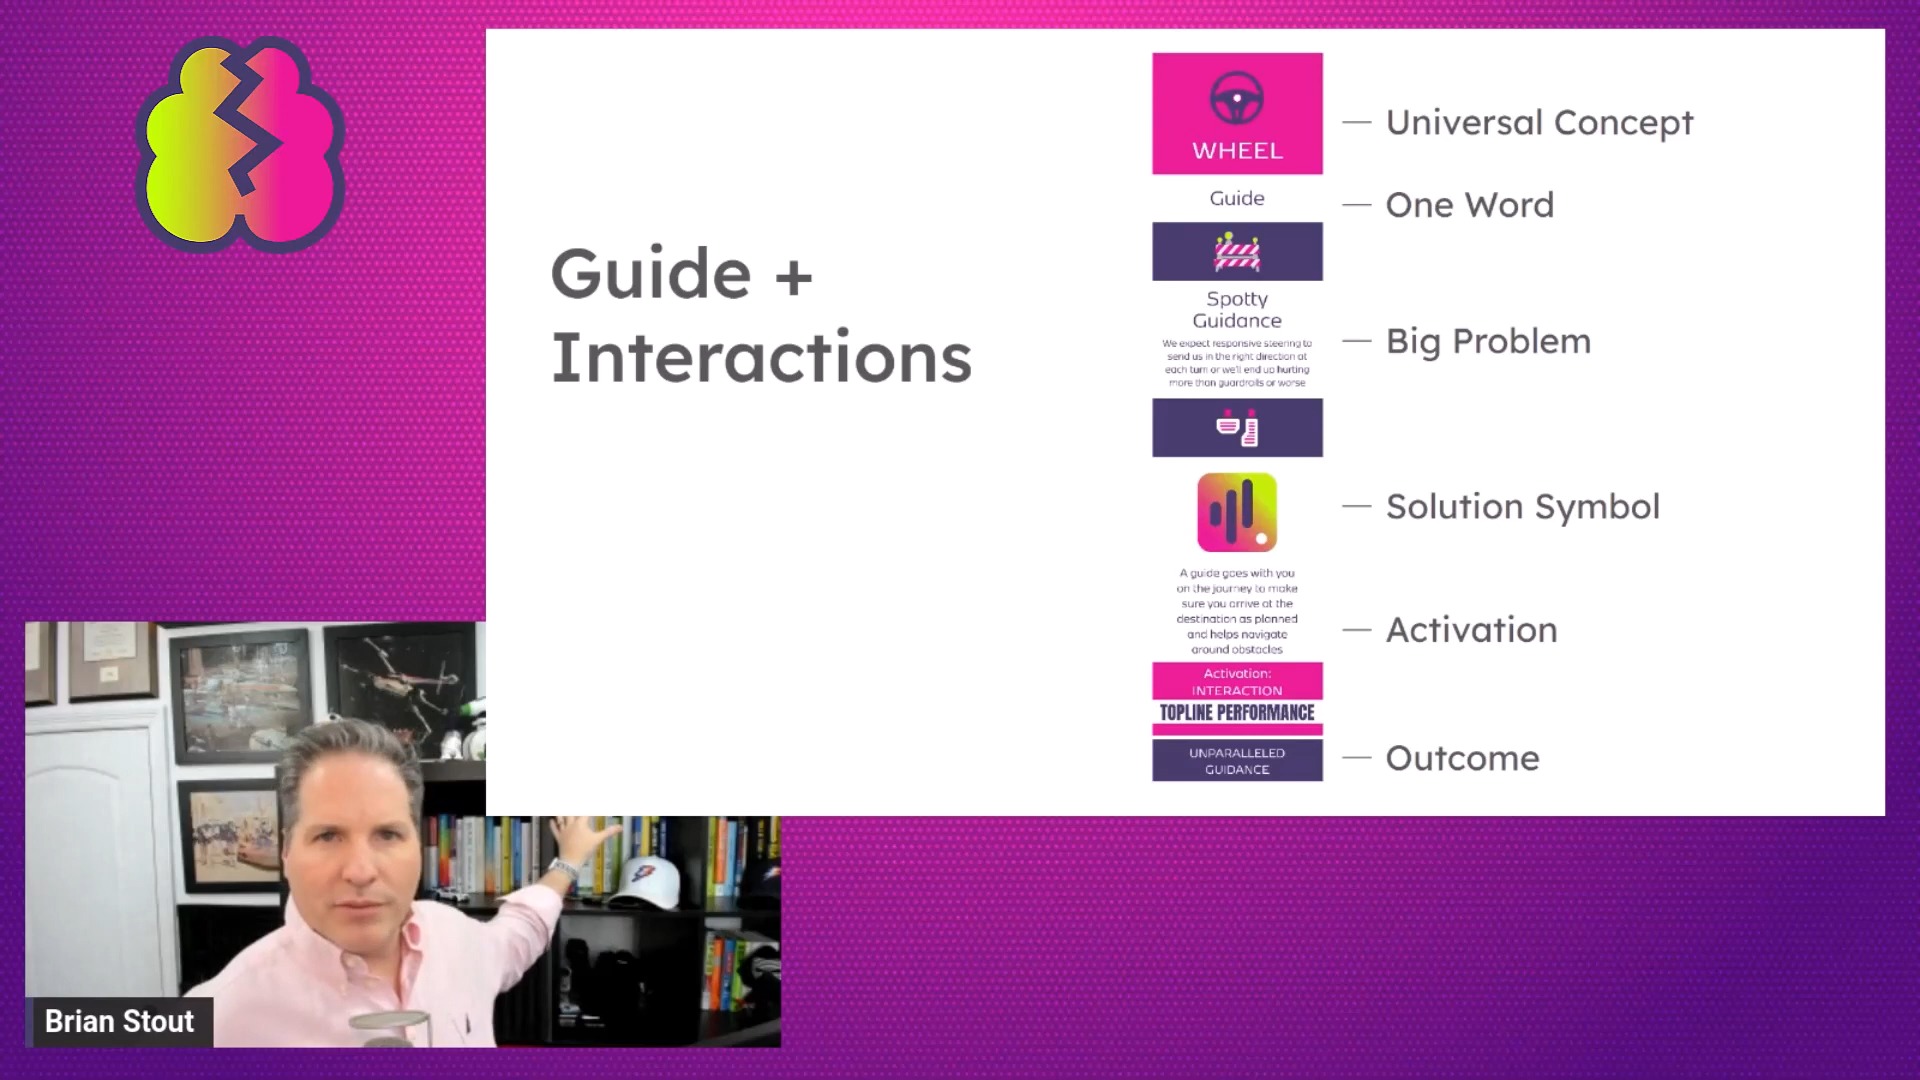 Guide +
Interactions
WHEEL
Guide
Spotty
Guidance
We expect responsive steering to
send us in the right direction at
each turn or we'll end up hurting
more than guardrails or worse
A guide goes with you
on the journey to make
sure you arrive at the
destination as planned
and helps navigate
around obstacles
Activation:
INTERACTION
TOPLINE PERFORMANCE
UNPARALLELED
GUIDANCE
— Universal Concept
— One Word
— Big Problem
— Solution Symbol
— Activation
— Outcome
Brian Stout